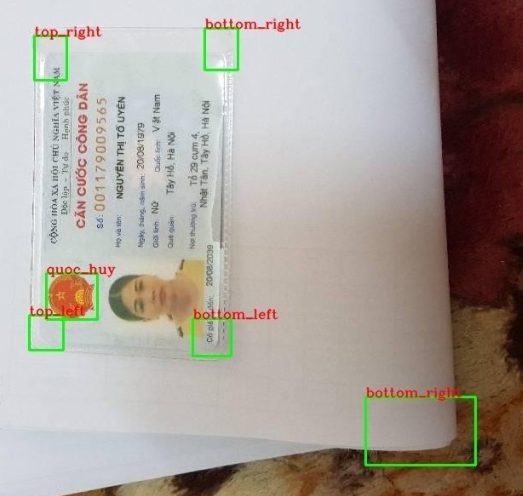 top_right
bottom_right
CỘNG HÒA XÃ HỘI CHỦ NGHĨA VIỆT NAM
Độc lập - Tự do - Hạnh phúc
CĂN CƯỚC CÔNG DÂN
Số: 001179009565
Họ và tên: NGUYỄN THỊ TỐ UYÊN
Ngày, tháng, năm sinh: 20/08/1979
Giới tính: Nữ Quốc tịch: Việt Nam
Quê quán: Tây Hồ, Hà Nội
Nơi thường trú: Tổ 29 cụm 4,
Nhật Tân, Tây Hồ, Hà Nội
Có giá đến: 20/08/2039
quoc_huy
top_left
bottom_left
bottom_right